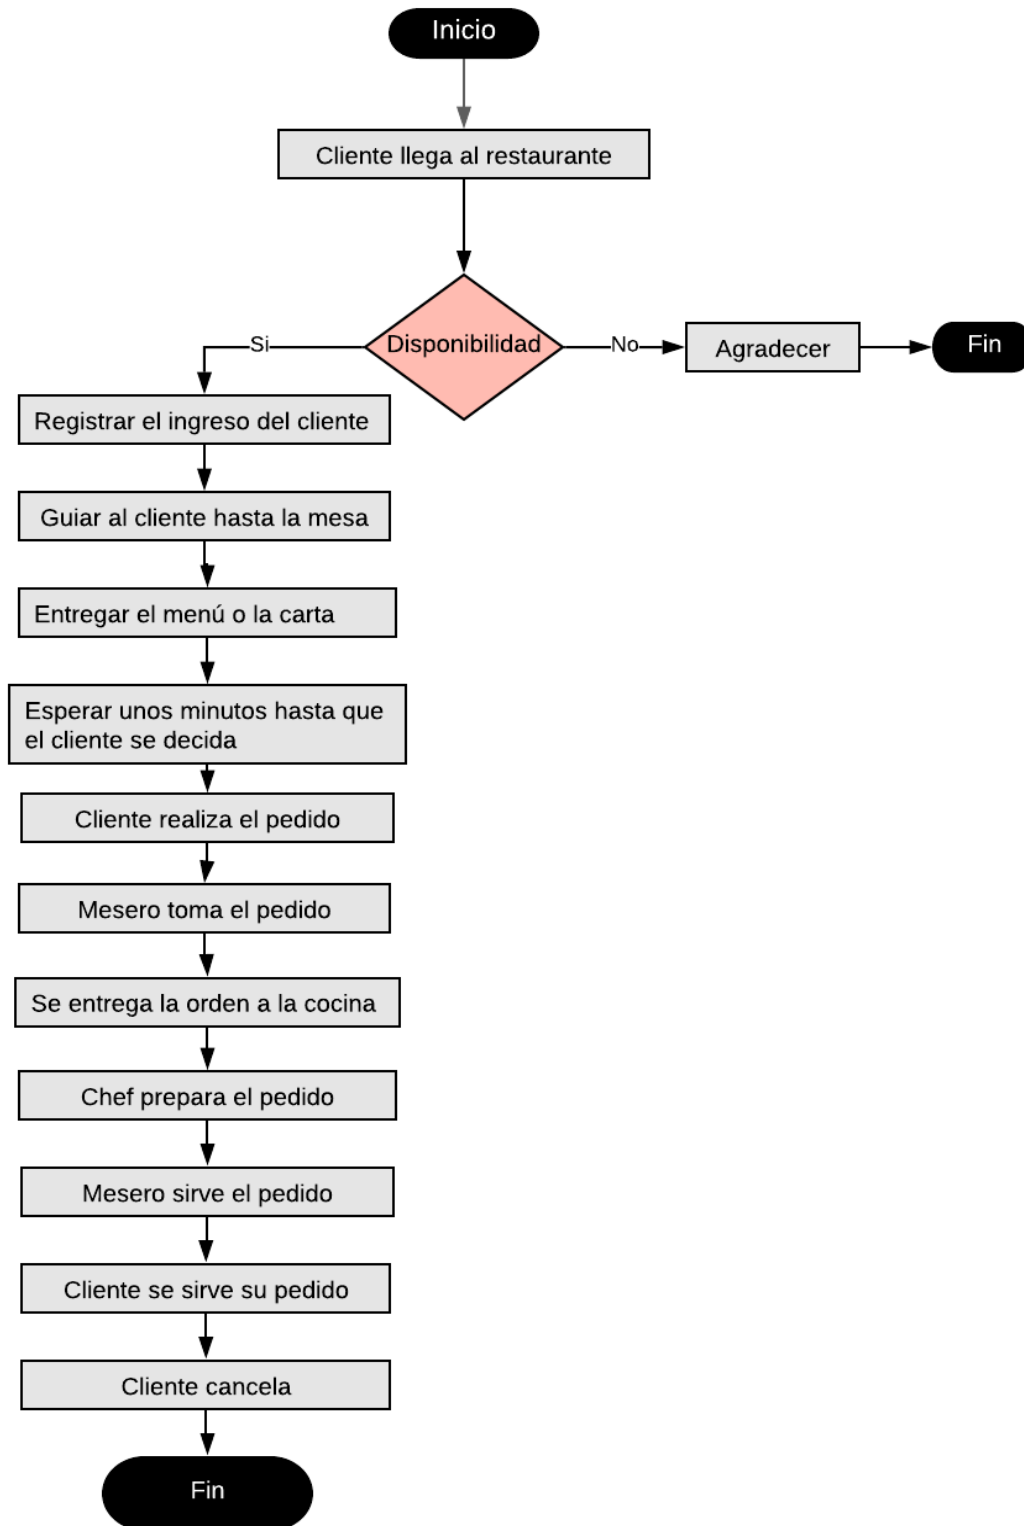 Inicio
Cliente llega al restaurante
Disponibilidad
Si
No
Agradecer
Fin
Registrar el ingreso del cliente
Guiar al cliente hasta la mesa
Entregar el menú o la carta
Esperar unos minutos hasta que
el cliente se decida
Cliente realiza el pedido
Mesero toma el pedido
Se entrega la orden a la cocina
Chef prepara el pedido
Mesero sirve el pedido
Cliente se sirve su pedido
Cliente cancela
Fin